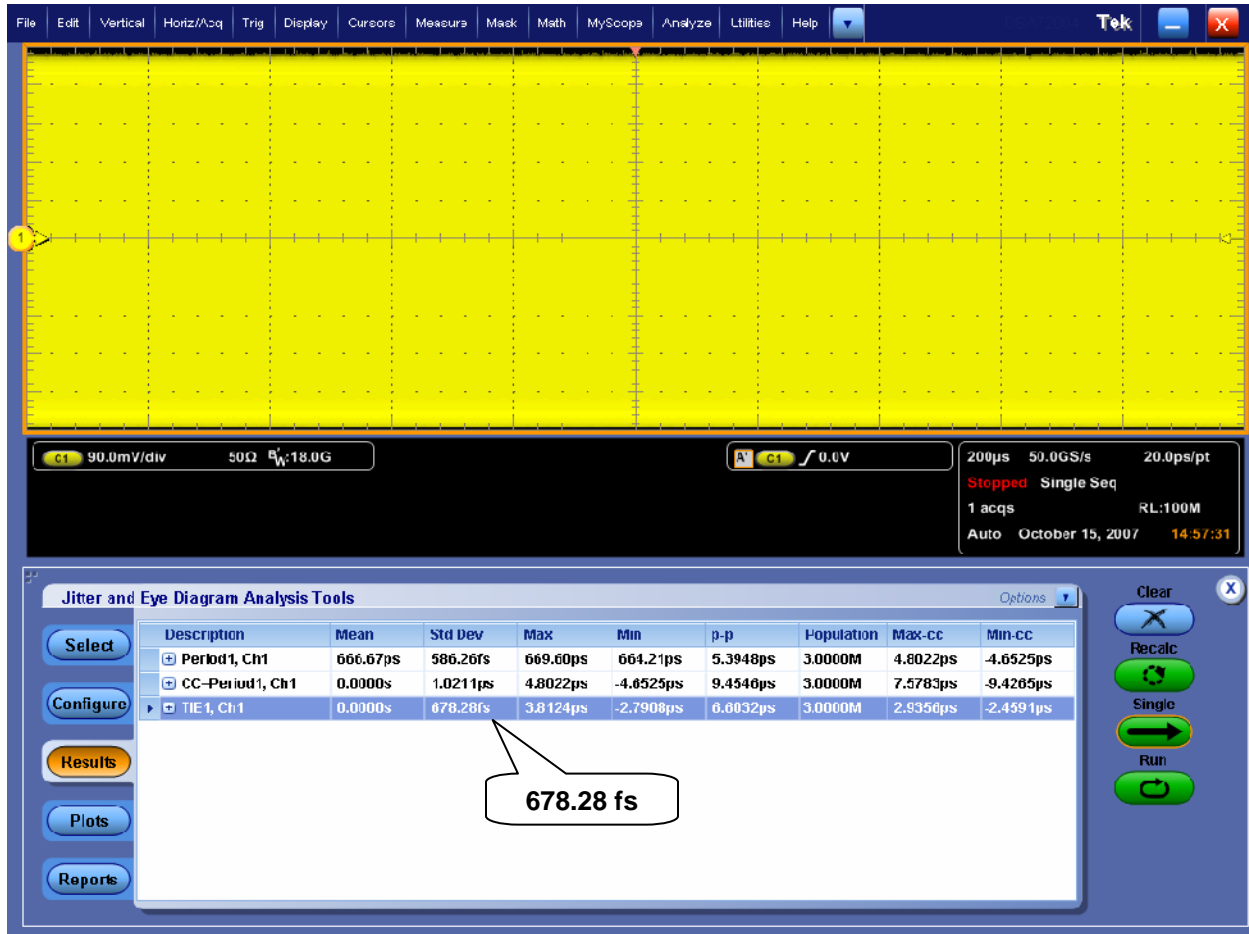 File Edit Vertical Horiz/Acq Trig Display Cursors Measure Mask Math MyScope Analyze Utilities Help Tek
1
C1 90.0mV/div 50Ω BW:18.0G
A' C1 0.0V
200µs 50.0GS/s 20.0ps/pt
Stopped Single Seq
1 acqs RL:100M
Auto October 15, 2007 14:57:31
Jitter and Eye Diagram Analysis Tools
Options
Clear
Recalc
Single
Run
Select
Configure
Results
Plots
Reports
Description Mean Std Dev Max Min p-p Population Max-cc Min-cc
Period1, Ch1 666.67ps 586.26fs 669.60ps 664.21ps 5.3948ps 3.0000M 4.8022ps -4.6525ps
CC–Period1, Ch1 0.0000s 1.0211ps 4.8022ps -4.6525ps 9.4546ps 3.0000M 7.5783ps -9.4265ps
TIE1, Ch1 0.0000s 678.28fs 3.8124ps -2.7908ps 6.6032ps 3.0000M 2.9356ps -2.4591ps
678.28 fs